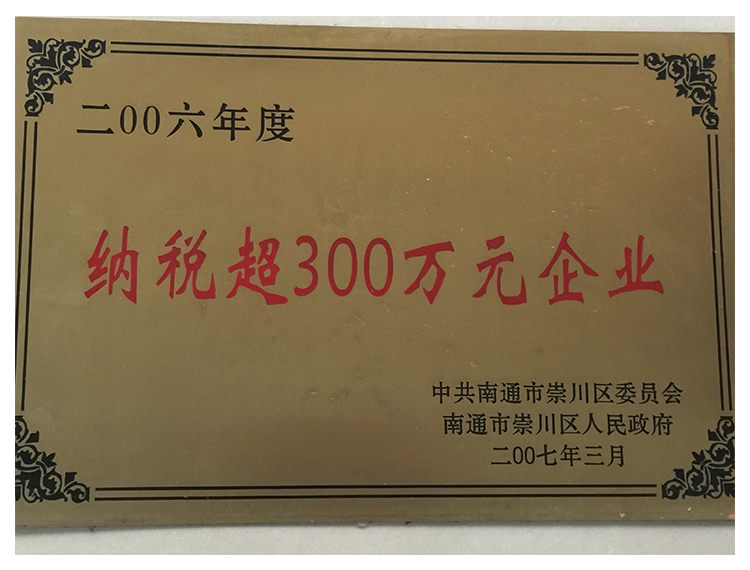 二00六年度
纳税超300万元企业
中共南通市崇川区委员会
南通市崇川区人民政府
二00七年三月